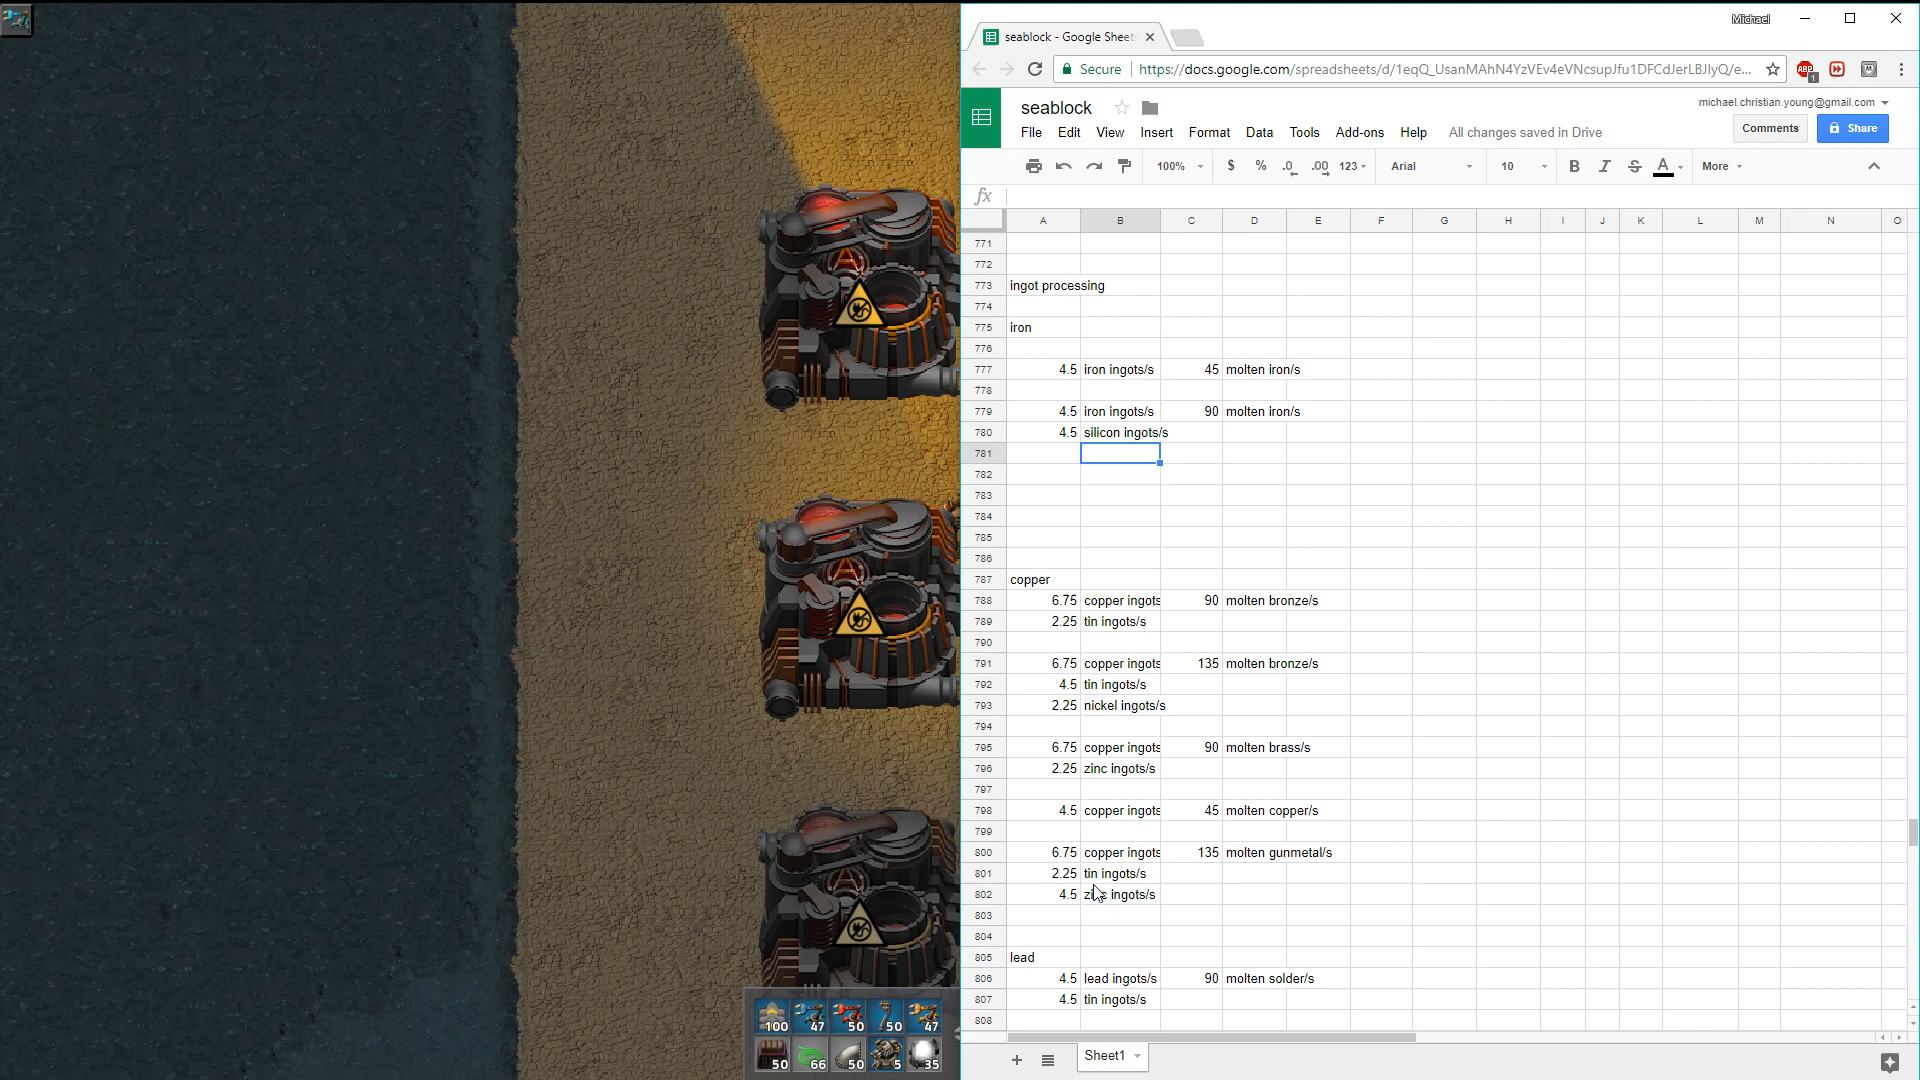 Michael
seablock - Google Sheet
Secure https://docs.google.com/spreadsheets/d/1eqQ_UsanMAhN4YzVEv4eVNcsupJfu1DFCdJerLBJIyQ/e...
ABP 1
seablock
michael.christian.young@gmail.com
File Edit View Insert Format Data Tools Add-ons Help All changes saved in Drive
Comments Share
100% $ % .0 .00 123 Arial 10 B I S A More
fx
A B C D E F G H I J K L M N O
771
772
773 ingot processing
774
775 iron
776
777 4.5 iron ingots/s 45 molten iron/s
778
779 4.5 iron ingots/s 90 molten iron/s
780 4.5 silicon ingots/s
781
782
783
784
785
786
787 copper
788 6.75 copper ingots 90 molten bronze/s
789 2.25 tin ingots/s
790
791 6.75 copper ingots 135 molten bronze/s
792 4.5 tin ingots/s
793 2.25 nickel ingots/s
794
795 6.75 copper ingots 90 molten brass/s
796 2.25 zinc ingots/s
797
798 4.5 copper ingots 45 molten copper/s
799
800 6.75 copper ingots 135 molten gunmetal/s
801 2.25 tin ingots/s
802 4.5 zinc ingots/s
803
804
805 lead
806 4.5 lead ingots/s 90 molten solder/s
807 4.5 tin ingots/s
808
Sheet1
100 47 50 50 47
50 66 50 5 35